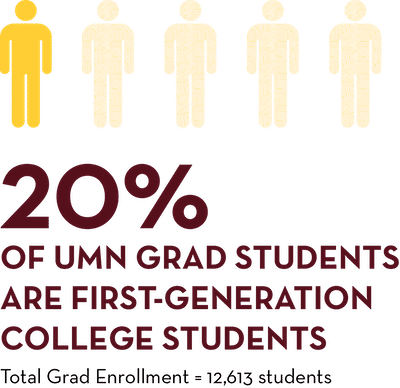 20%
OF UMN GRAD STUDENTS
ARE FIRST-GENERATION
COLLEGE STUDENTS
Total Grad Enrollment = 12,613 students